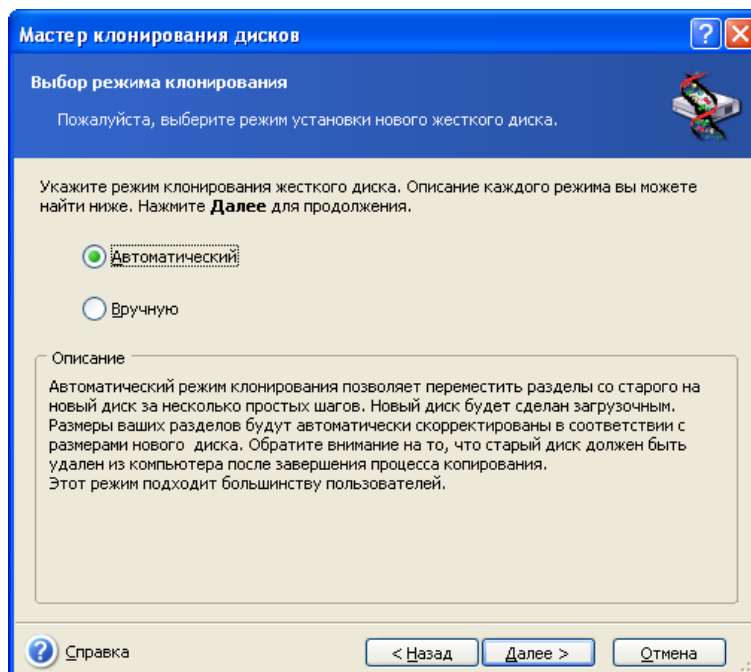 Мастер клонирования дисков
Выбор режима клонирования
Пожалуйста, выберите режим установки нового жесткого диска.
Укажите режим клонирования жесткого диска. Описание каждого режима вы можете
найти ниже. Нажмите Далее для продолжения.
Автоматический
Вручную
Описание
Автоматический режим клонирования позволяет переместить разделы со старого на
новый диск за несколько простых шагов. Новый диск будет сделан загрузочным.
Размеры ваших разделов будут автоматически скорректированы в соответствии с
размерами нового диска. Обратите внимание на то, что старый диск должен быть
удален из компьютера после завершения процесса копирования.
Этот режим подходит большинству пользователей.
Справка
< Назад
Далее >
Отмена